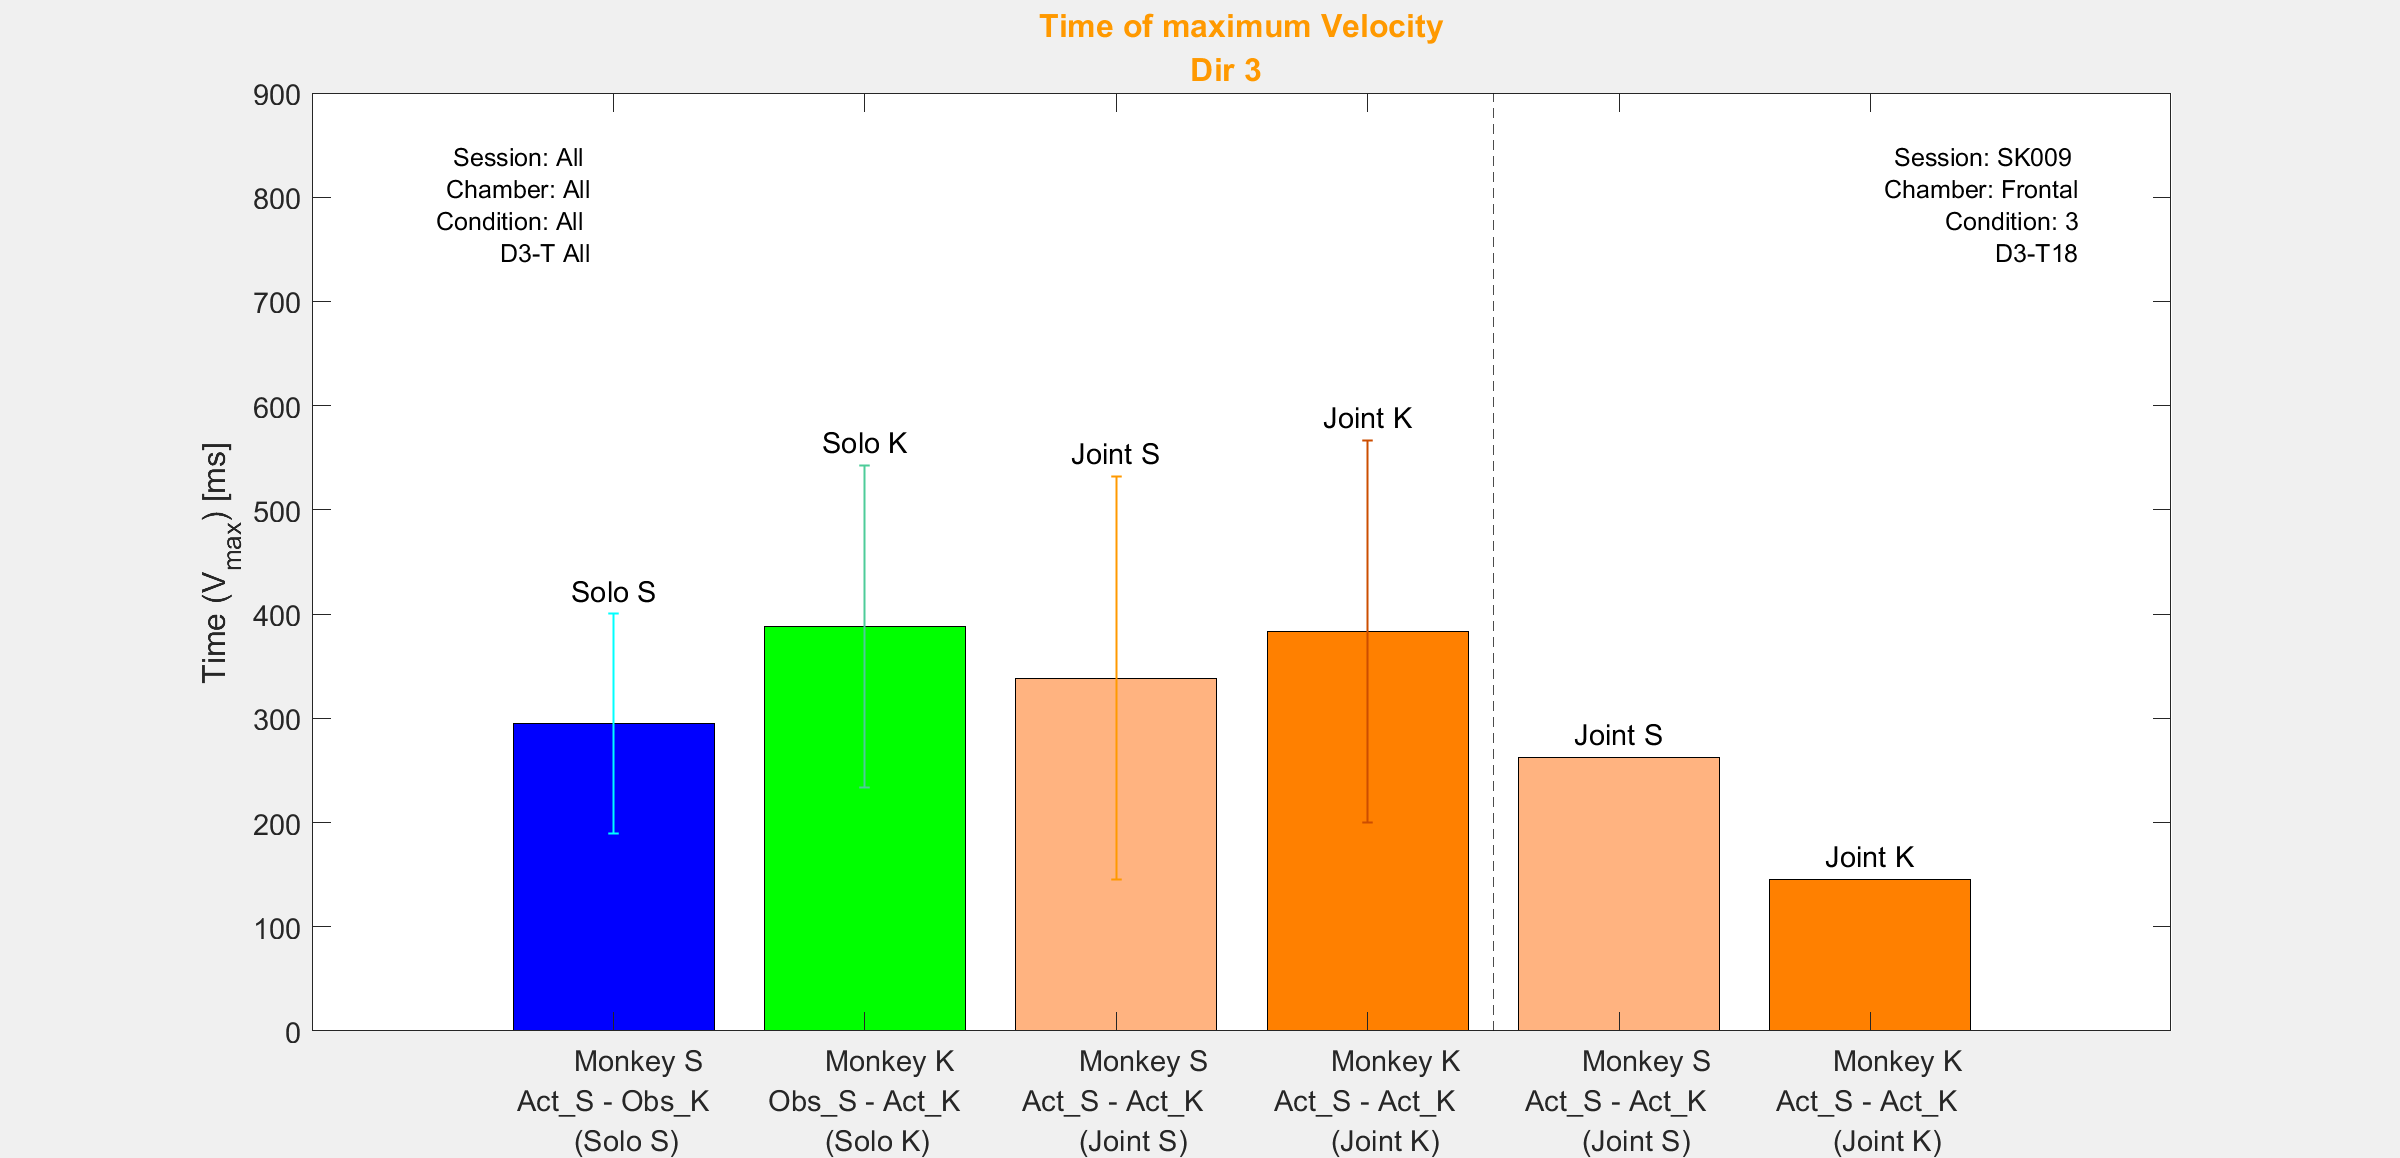 Time of maximum Velocity
Dir 3
900
800
700
600
500
400
300
200
100
0
Time (Vmax) [ms]
Session: All
Chamber: All
Condition: All
D3-T All
Session: SK009
Chamber: Frontal
Condition: 3
D3-T18
Solo S
Solo K
Joint S
Joint K
Joint S
Joint K
Monkey S
Act_S - Obs_K
(Solo S)
Monkey K
Obs_S - Act_K
(Solo K)
Monkey S
Act_S - Act_K
(Joint S)
Monkey K
Act_S - Act_K
(Joint K)
Monkey S
Act_S - Act_K
(Joint S)
Monkey K
Act_S - Act_K
(Joint K)